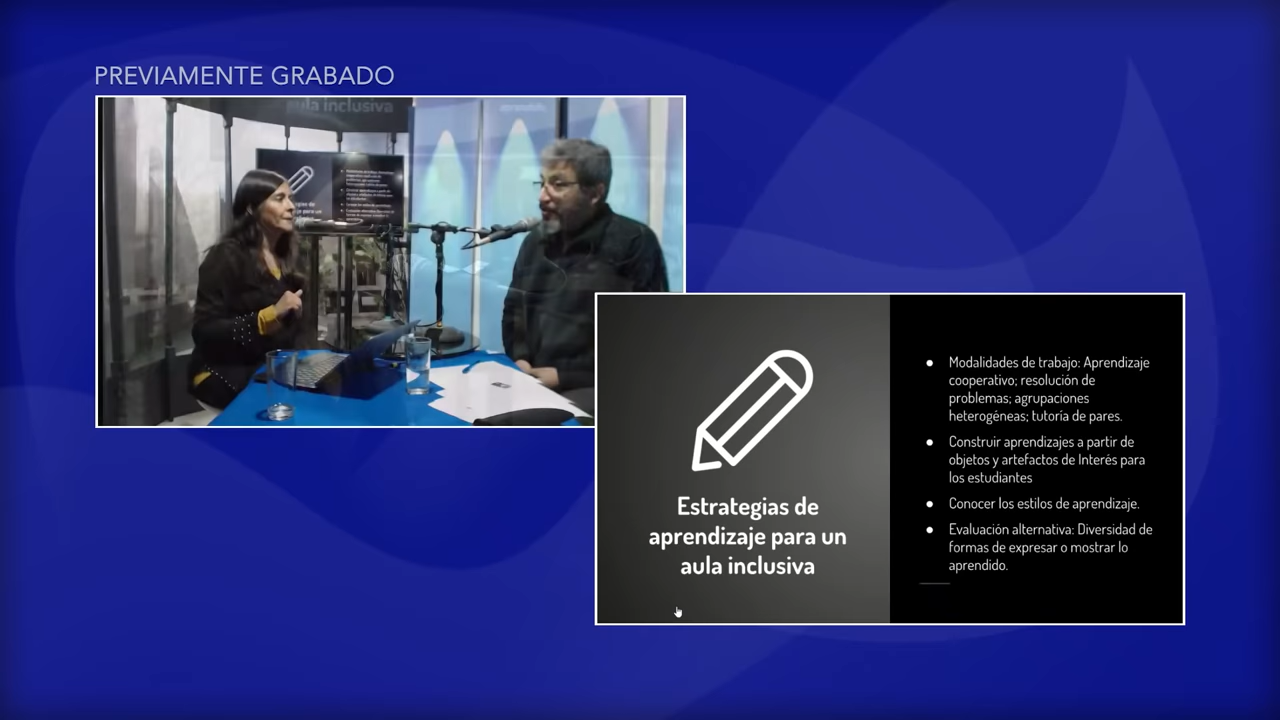 PREVIAMENTE GRABADO
aula inclusiva
Estrategias de
aprendizaje para un
aula inclusiva
● Modalidades de trabajo: Aprendizaje
cooperativo; resolución de
problemas; agrupaciones
heterogéneas; tutoría de pares.
● Construir aprendizajes a partir de
objetos y artefactos de Interés para
los estudiantes
● Conocer los estilos de aprendizaje.
● Evaluación alternativa: Diversidad de
formas de expresar o mostrar lo
aprendido.